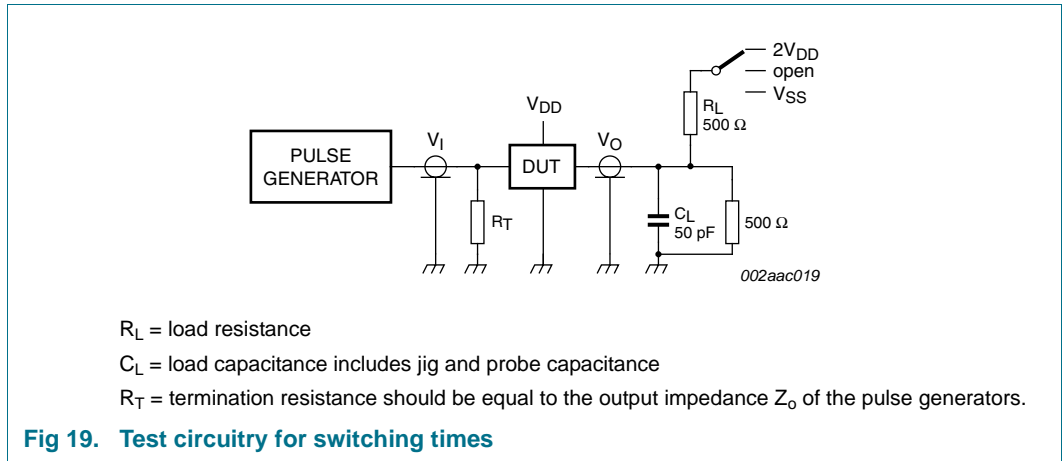 2VDD
open
VSS
RL
500 Ω
VDD
VI
VO
PULSE
GENERATOR
DUT
RT
CL
50 pF
500 Ω
002aac019
RL = load resistance
CL = load capacitance includes jig and probe capacitance
RT = termination resistance should be equal to the output impedance Zo of the pulse generators.
Fig 19. Test circuitry for switching times